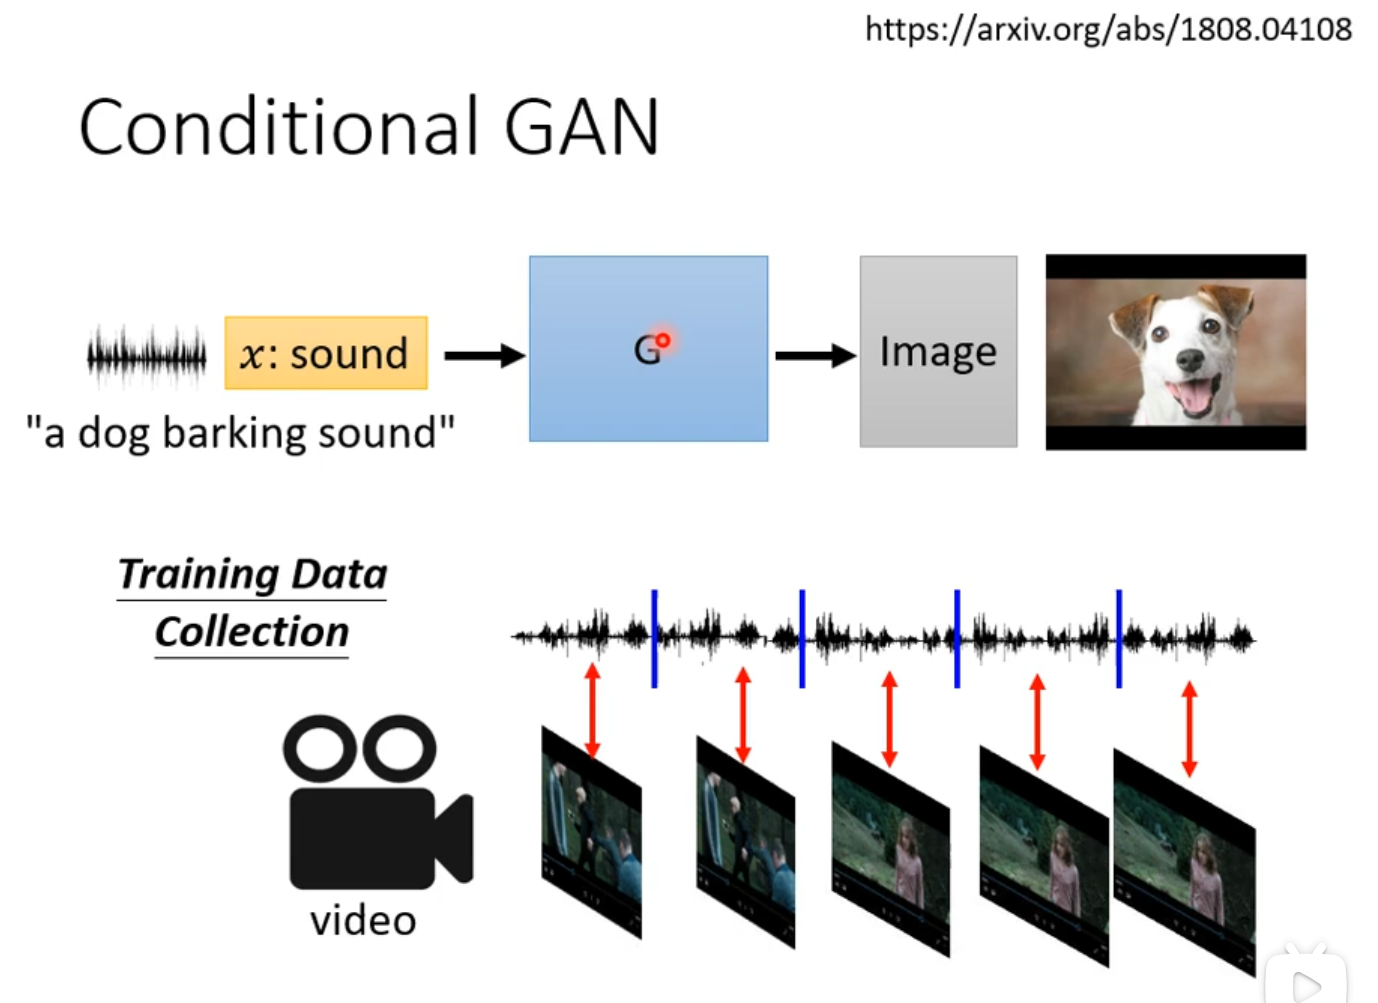 https://arxiv.org/abs/1808.04108
Conditional GAN
x: sound
G
Image
"a dog barking sound"
Training Data
Collection
video